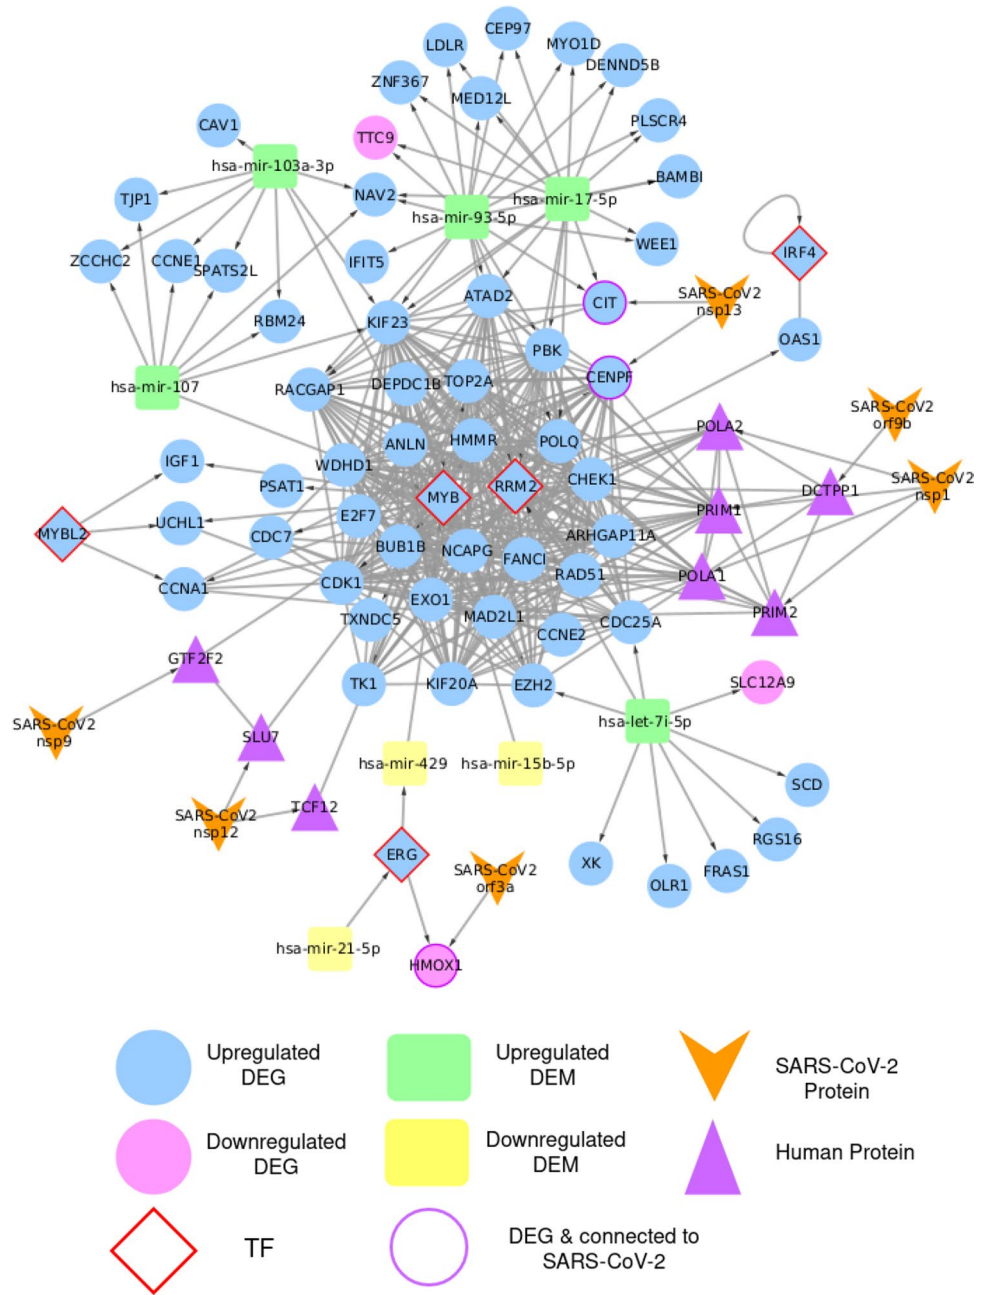 CEP97
LDLR
MYO1D
DENND5B
ZNF367
MED12L
CAV1
PLSCR4
TTC9
hsa-mir-103a-3p
BAMBI
TJP1
NAV2
hsa-mir-17-5p
hsa-mir-93-5p
WEE1
IRF4
ZCCHC2
CCNE1
SPATS2L
IFIT5
ATAD2
CIT
SARS-CoV2
nsp13
RBM24
KIF23
OAS1
PBK
hsa-mir-107
RACGAP1
DEPDC1B
TOP2A
CENPF
SARS-CoV2
orf9b
POLA2
ANLN
HMMR
POLQ
IGF1
WDHD1
PSAT1
CHEK1
SARS-CoV2
nsp1
MYB
RRM2
DCTPP1
PRIM1
UCHL1
E2F7
MYBL2
CDC7
ARHGAP11A
BUB1B
NCAPG
FANCI
RAD51
POLA1
CCNA1
CDK1
EXO1
TXNDC5
MAD2L1
CCNE2
CDC25A
PRIM2
GTF2F2
TK1
KIF20A
EZH2
SLC12A9
SARS-CoV2
nsp9
SLU7
hsa-let-7i-5p
hsa-mir-429
hsa-mir-15b-5p
SCD
SARS-CoV2
nsp12
TCF12
RGS16
ERG
SARS-CoV2
orf3a
XK
FRAS1
OLR1
hsa-mir-21-5p
HMOX1
Upregulated
DEG
Upregulated
DEM
SARS-CoV-2
Protein
Downregulated
DEG
Downregulated
DEM
Human Protein
TF
DEG & connected to
SARS-CoV-2